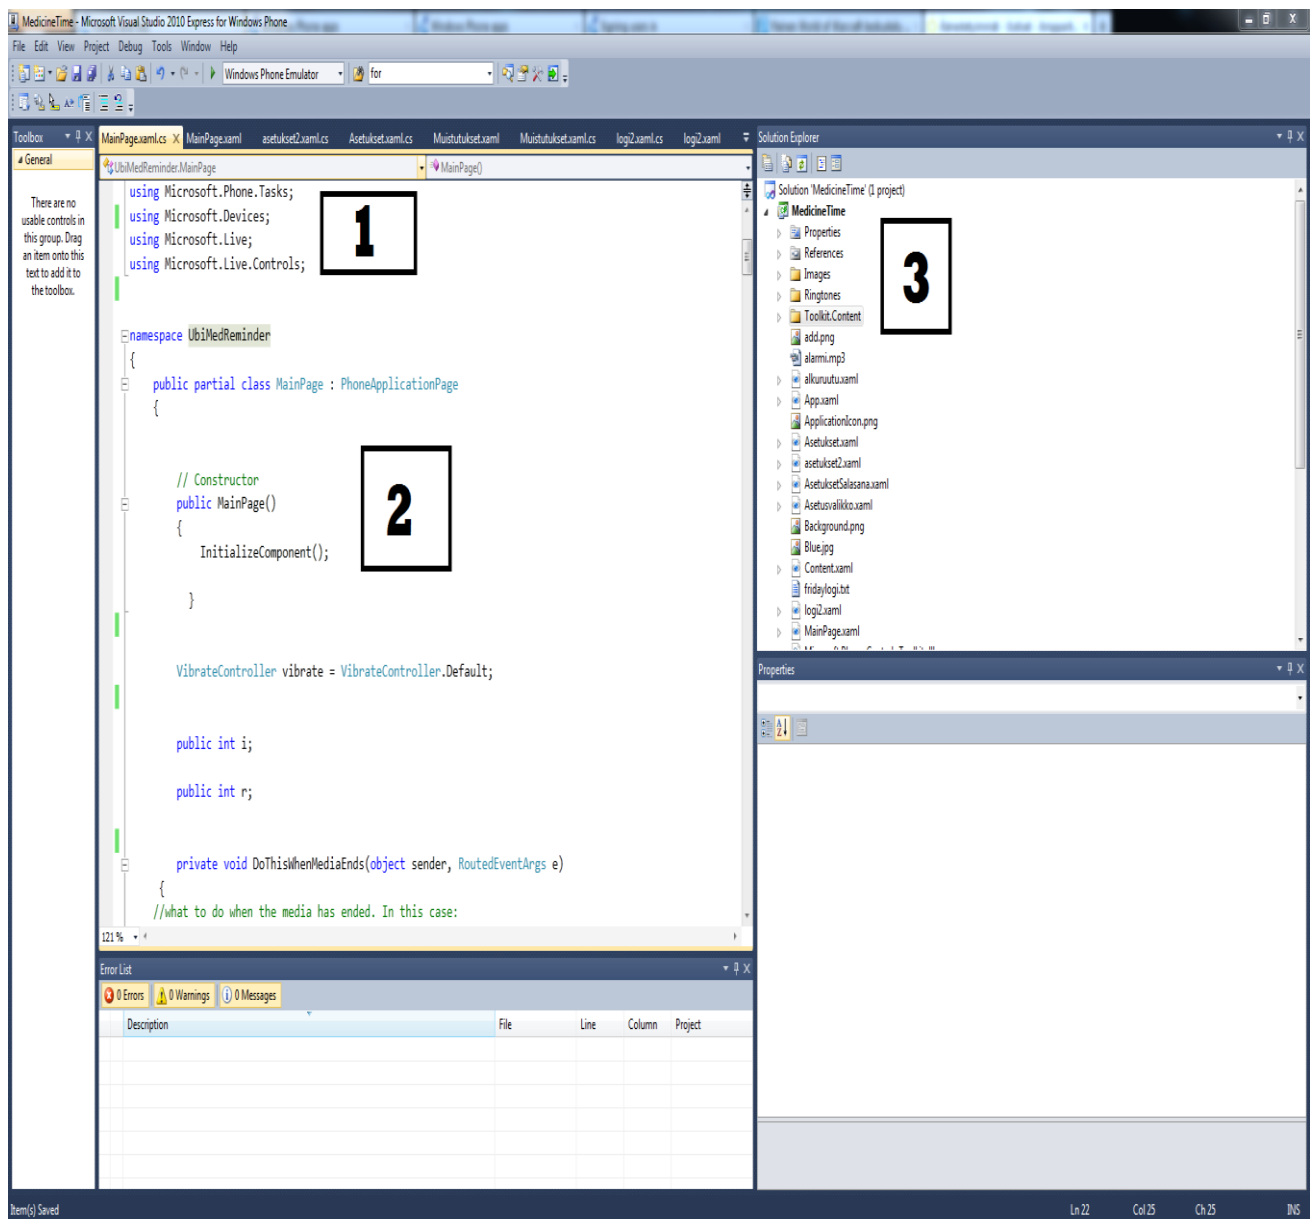 MedicineTime - Microsoft Visual Studio 2010 Express for Windows Phone
File Edit View Project Debug Tools Window Help
Windows Phone Emulator for
Toolbox
General
There are no
usable controls in
this group. Drag
an item onto this
text to add it to
the toolbox.
MainPage.xaml.cs X MainPage.xaml asetukset2.xaml.cs Asetukset.xaml.cs Muistutukset.xaml Muistutukset.xaml.cs logi2.xaml.cs logi2.xaml
UbiMedReminder.MainPage MainPage()
using Microsoft.Phone.Tasks;
using Microsoft.Devices;
using Microsoft.Live;
using Microsoft.Live.Controls;
1
namespace UbiMedReminder
{
public partial class MainPage : PhoneApplicationPage
{
// Constructor
public MainPage()
{
InitializeComponent();
}
2
VibrateController vibrate = VibrateController.Default;
public int i;
public int r;
private void DoThisWhenMediaEnds(object sender, RoutedEventArgs e)
{
//what to do when the media has ended. In this case:
121 %
Error List
0 Errors 0 Warnings 0 Messages
Description File Line Column Project
Solution Explorer
Solution 'MedicineTime' (1 project)
MedicineTime
Properties
References
Images
Ringtones
Toolkit.Content
add.png
alarmi.mp3
alkuruutu.xaml
App.xaml
ApplicationIcon.png
Asetukset.xaml
asetukset2.xaml
AsetuksetSalasana.xaml
Asetusvalikko.xaml
Background.png
Blue.jpg
Content.xaml
fridaylogi.txt
logi2.xaml
MainPage.xaml
3
Properties
Item(s) Saved Ln 22 Col 25 Ch 25 INS